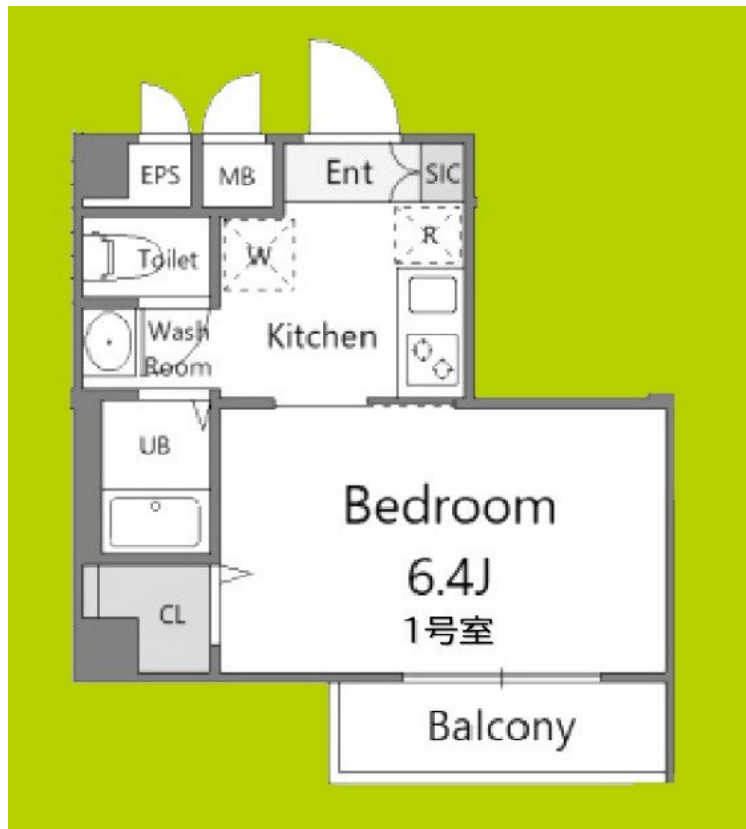 EPS
MB
Ent
SIC
Toilet
W
R
Wash
Room
Kitchen
UB
Bedroom
6.4J
1号室
CL
Balcony